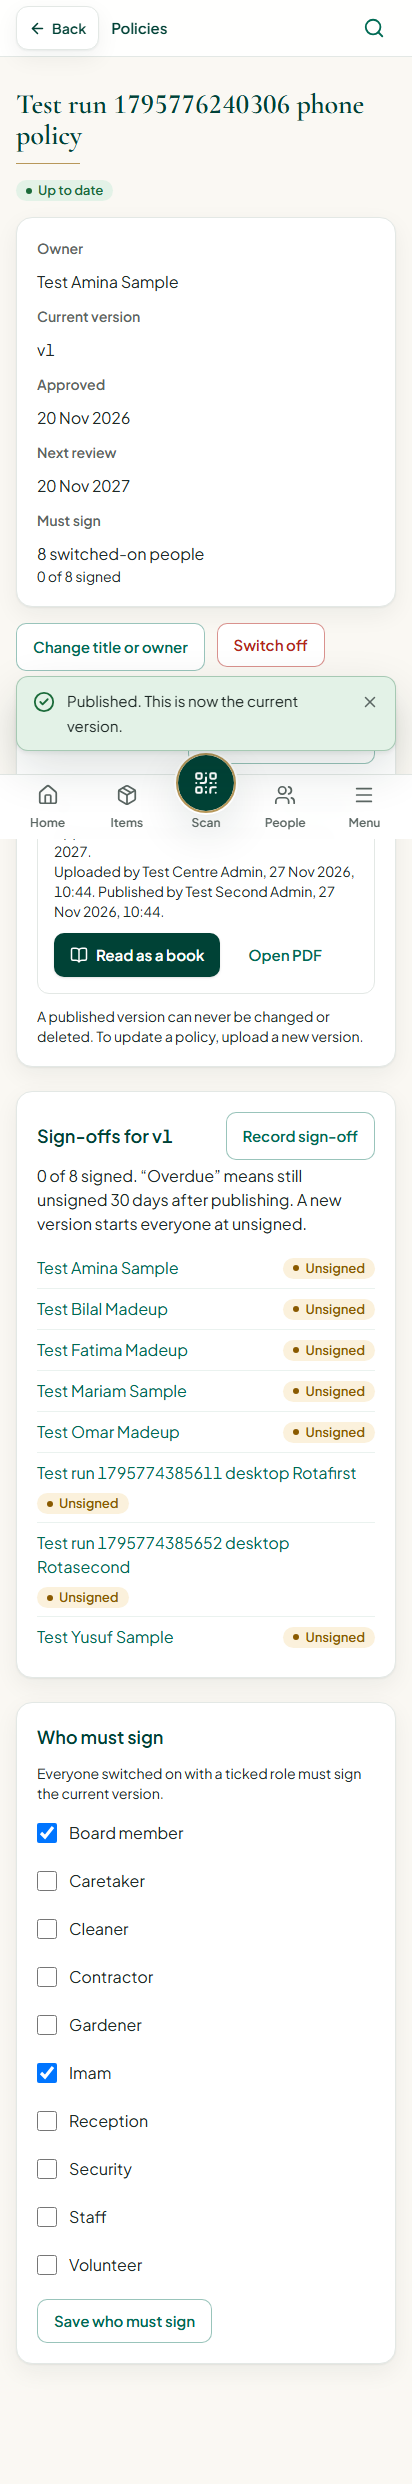 Back
Policies
Test run 1795776240306 phone
policy
Up to date
Owner
Test Amina Sample
Current version
v1
Approved
20 Nov 2026
Next review
20 Nov 2027
Must sign
8 switched-on people
0 of 8 signed
Change title or owner
Switch off
Published. This is now the current
version.
Home
Items
Scan
People
Menu
2027.
Uploaded by Test Centre Admin, 27 Nov 2026,
10:44. Published by Test Second Admin, 27
Nov 2026, 10:44.
Read as a book
Open PDF
A published version can never be changed or
deleted. To update a policy, upload a new version.
Sign-offs for v1
Record sign-off
0 of 8 signed. “Overdue” means still
unsigned 30 days after publishing. A new
version starts everyone at unsigned.
Test Amina Sample
Unsigned
Test Bilal Madeup
Unsigned
Test Fatima Madeup
Unsigned
Test Mariam Sample
Unsigned
Test Omar Madeup
Unsigned
Test run 1795774385611 desktop Rotafirst
Unsigned
Test run 1795774385652 desktop
Rotasecond
Unsigned
Test Yusuf Sample
Unsigned
Who must sign
Everyone switched on with a ticked role must sign
the current version.
Board member
Caretaker
Cleaner
Contractor
Gardener
Imam
Reception
Security
Staff
Volunteer
Save who must sign